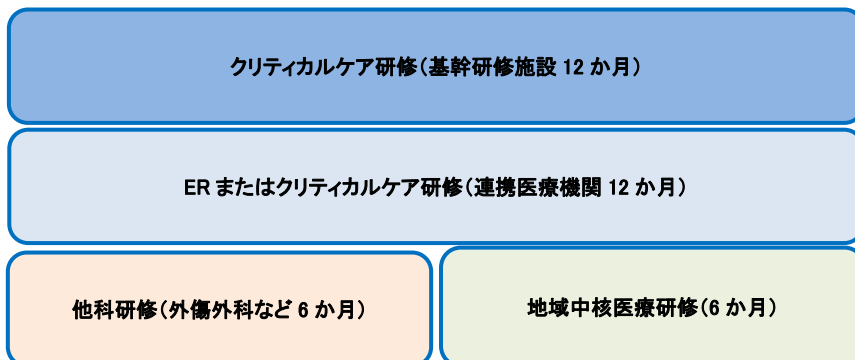 クリティカルケア研修（基幹研修施設 12 か月）
ER またはクリティカルケア研修（連携医療機関 12 か月）
他科研修（外傷外科など 6 か月）
地域中核医療研修（6 か月）